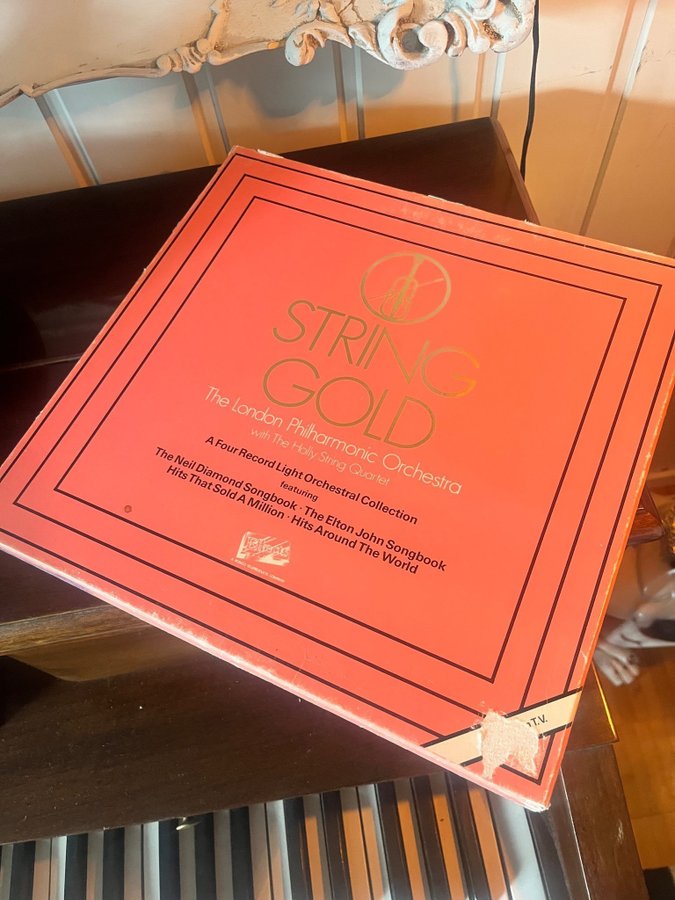 STRING
GOLD
The London Philharmonic Orchestra
with The Holly String Quartet
A Four Record Light Orchestral Collection
featuring
The Neil Diamond Songbook · The Elton John Songbook
Hits That Sold A Million · Hits Around The World
T.V.